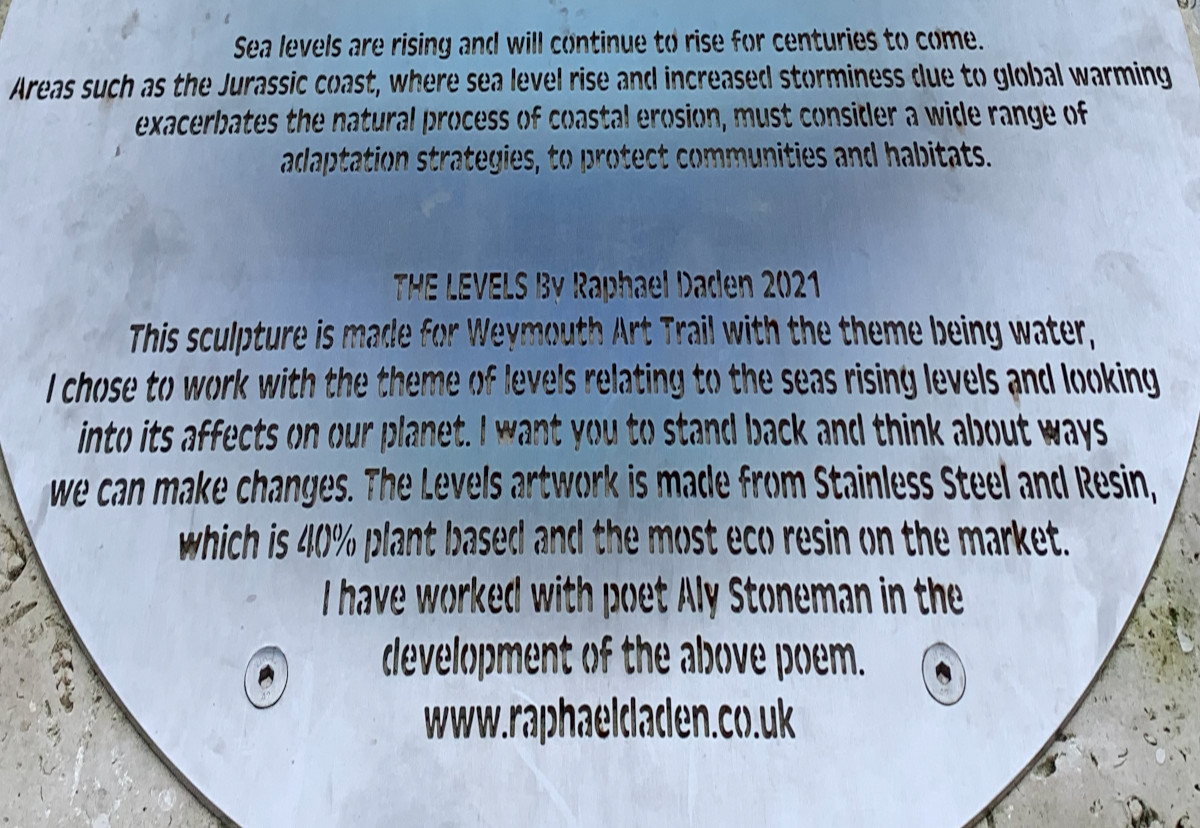 Sea levels are rising and will continue to rise for centuries to come.
Areas such as the Jurassic coast, where sea level rise and increased storminess due to global warming
exacerbates the natural process of coastal erosion, must consider a wide range of
adaptation strategies, to protect communities and habitats.
THE LEVELS By Raphael Daden 2021
This sculpture is made for Weymouth Art Trail with the theme being water,
I chose to work with the theme of levels relating to the seas rising levels and looking
into its affects on our planet. I want you to stand back and think about ways
we can make changes. The Levels artwork is made from Stainless Steel and Resin,
which is 40% plant based and the most eco resin on the market.
I have worked with poet Aly Stoneman in the
development of the above poem.
www.raphaeldaden.co.uk